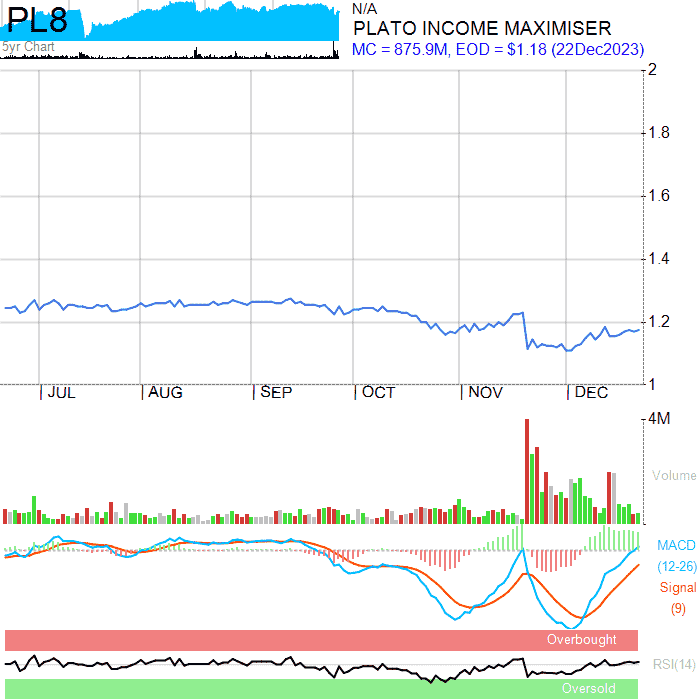 PL8
5yr Chart
N/A
PLATO INCOME MAXIMISER
MC = 875.9M, EOD = $1.18 (22Dec2023)
2
1.8
1.6
1.4
1.2
1
JUL AUG SEP OCT NOV DEC
4M
Volume
MACD
(12-26)
Signal
(9)
Overbought
RSI(14)
Oversold